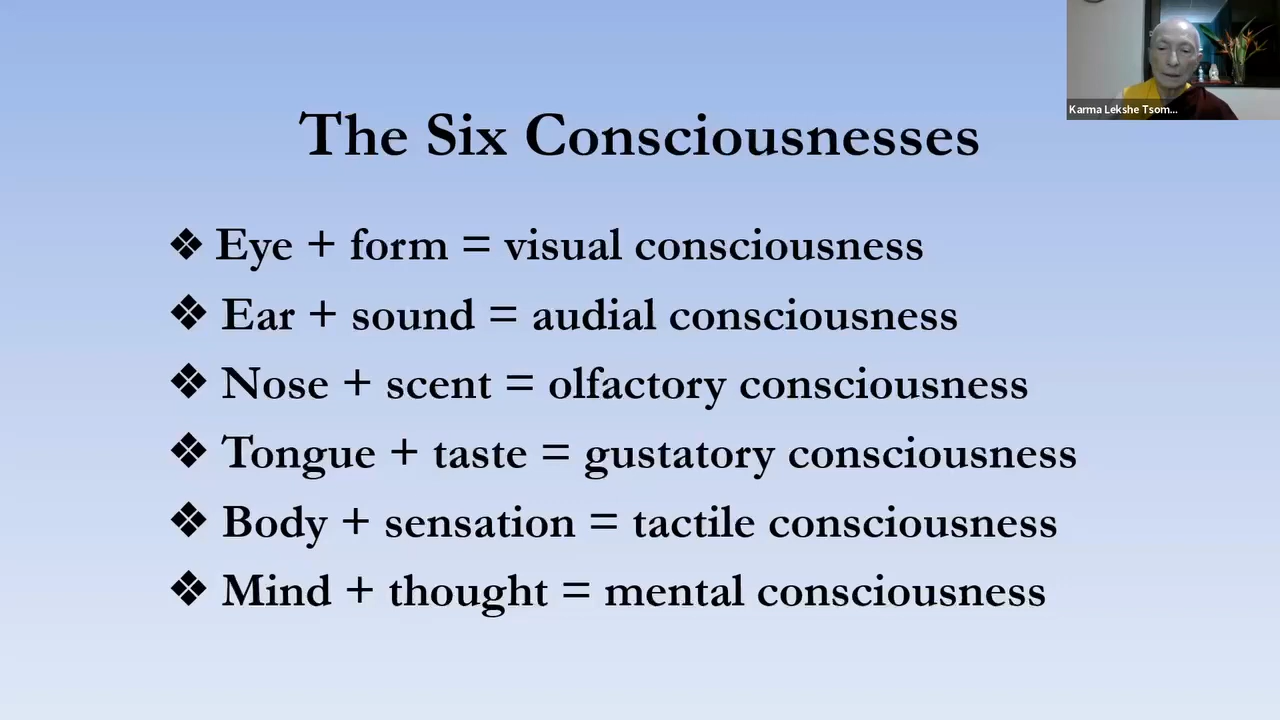 Karma Lekshe Tsom...
The Six Consciousnesses
❖ Eye + form = visual consciousness
❖ Ear + sound = audial consciousness
❖ Nose + scent = olfactory consciousness
❖ Tongue + taste = gustatory consciousness
❖ Body + sensation = tactile consciousness
❖ Mind + thought = mental consciousness